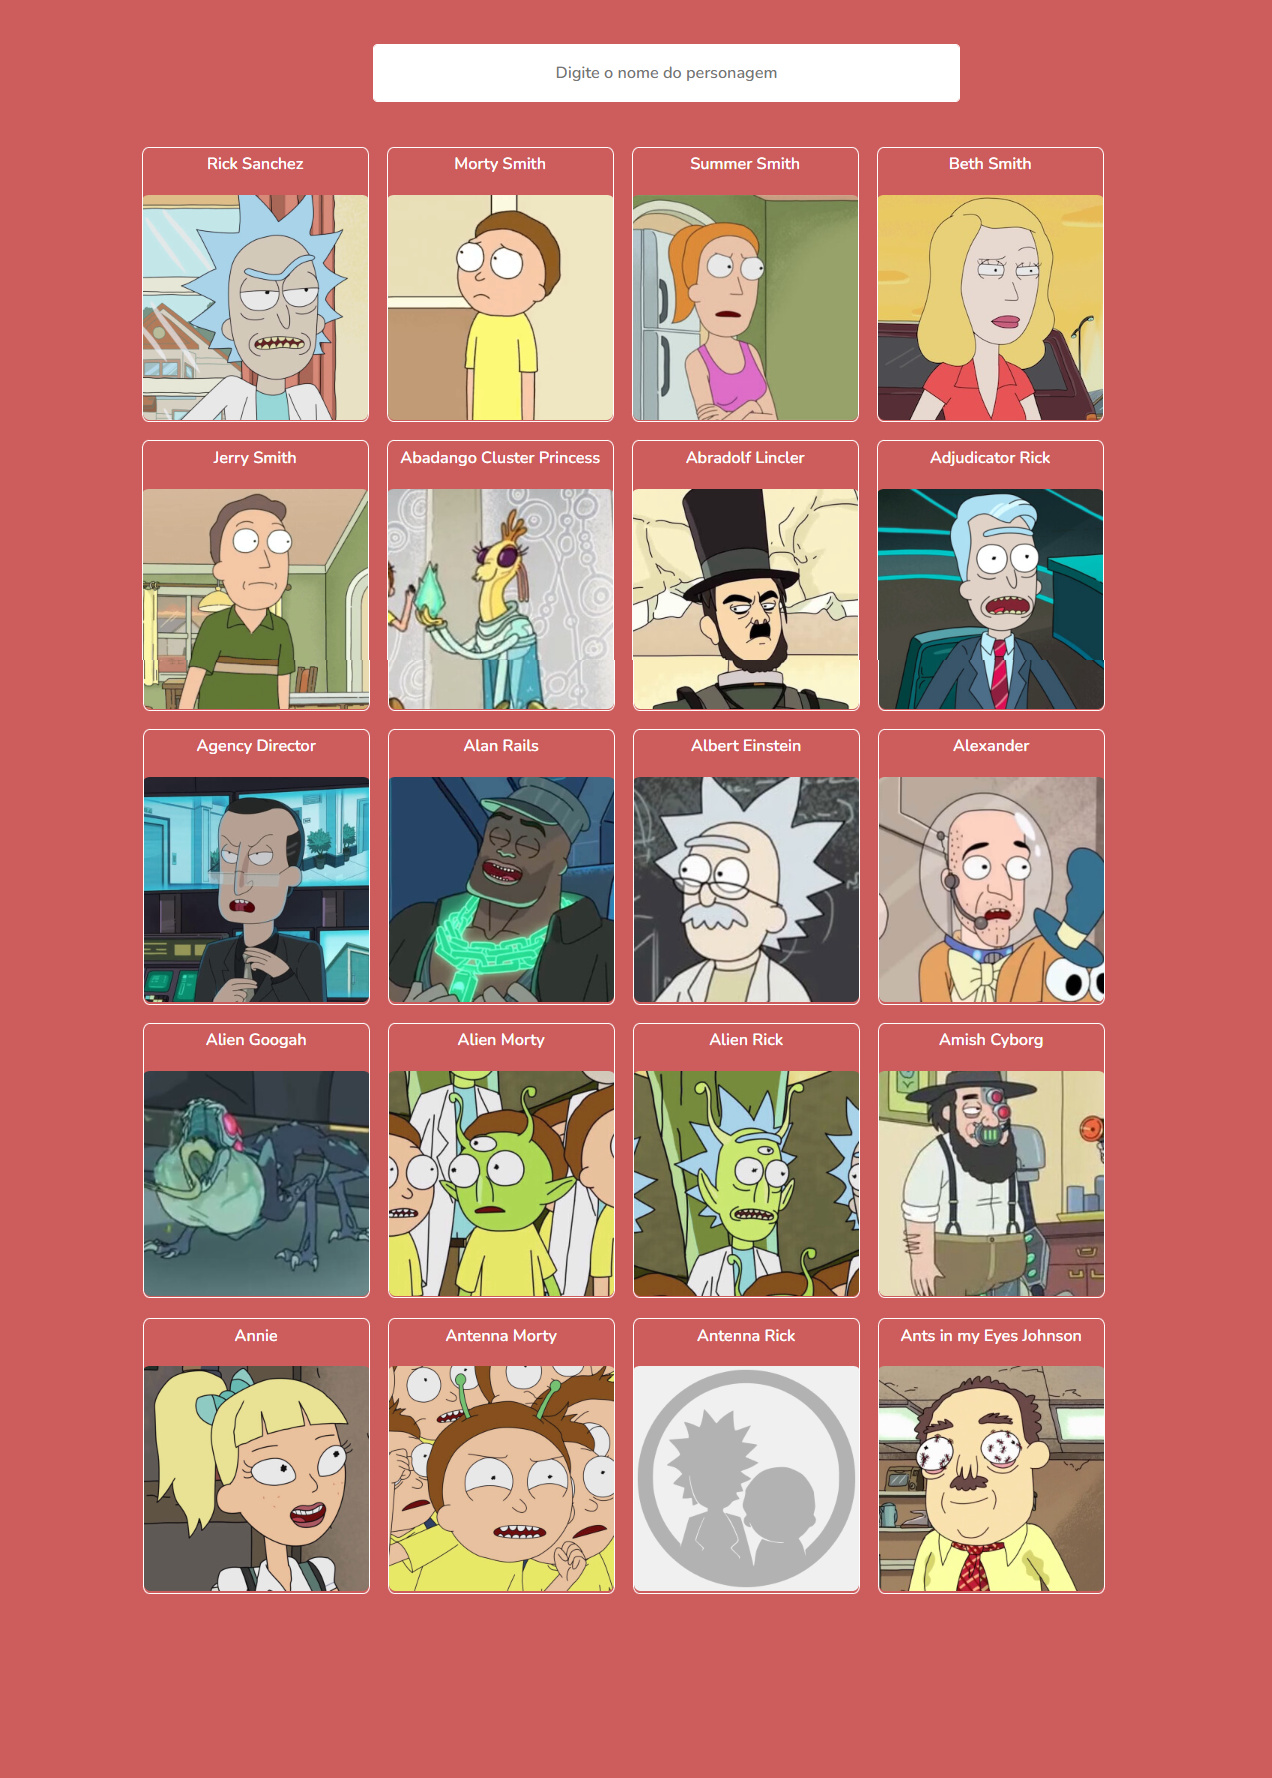 Digite o nome do personagem
Rick Sanchez
Morty Smith
Summer Smith
Beth Smith
Jerry Smith
Abadango Cluster Princess
Abradolf Lincler
Adjudicator Rick
Agency Director
Alan Rails
Albert Einstein
Alexander
Alien Googah
Alien Morty
Alien Rick
Amish Cyborg
Annie
Antenna Morty
Antenna Rick
Ants in my Eyes Johnson